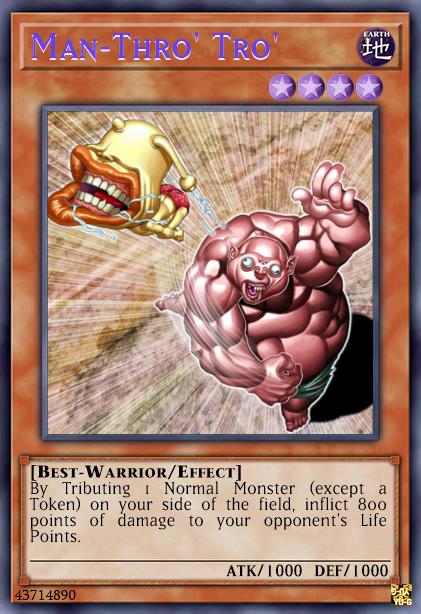 Man-Thro' Tro'
EARTH
地
[Best-Warrior/Effect]
By Tributing 1 Normal Monster (except a
Token) on your side of the field, inflict 800
points of damage to your opponent's Life
Points.
ATK/1000 DEF/1000
43714890